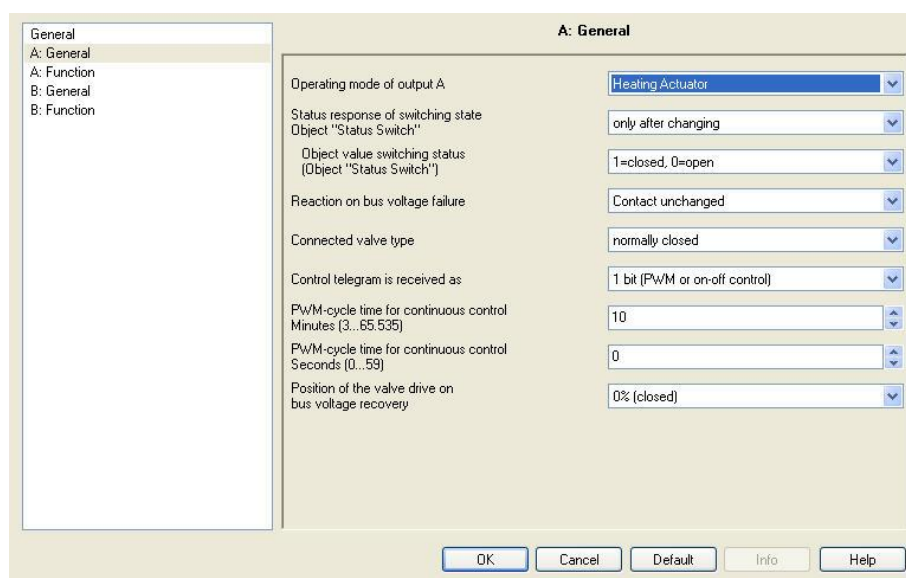 General
A: General
A: Function
B: General
B: Function
A: General
Operating mode of output A
Heating Actuator
Status response of switching state
Object "Status Switch"
only after changing
Object value switching status
(Object "Status Switch")
1=closed, 0=open
Reaction on bus voltage failure
Contact unchanged
Connected valve type
normally closed
Control telegram is received as
1 bit (PWM or on-off control)
PWM-cycle time for continuous control
Minutes (3...65.535)
10
PWM-cycle time for continuous control
Seconds (0...59)
0
Position of the valve drive on
bus voltage recovery
0% (closed)
OK
Cancel
Default
Info
Help